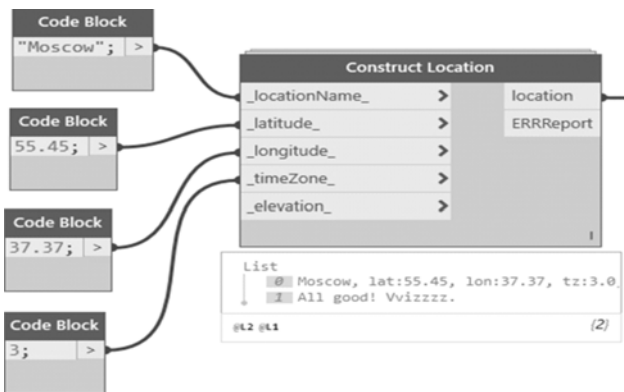 Code Block
"Moscow"; >
Code Block
55.45; >
Code Block
37.37; >
Code Block
3; >
Construct Location
_locationName_ > location
_latitude_ > ERRReport
_longitude_ >
_timeZone_ >
_elevation_ >
I
List
0 Moscow, lat:55.45, lon:37.37, tz:3.0
1 All good! Vvizzzz.
@L2 @L1 {2}